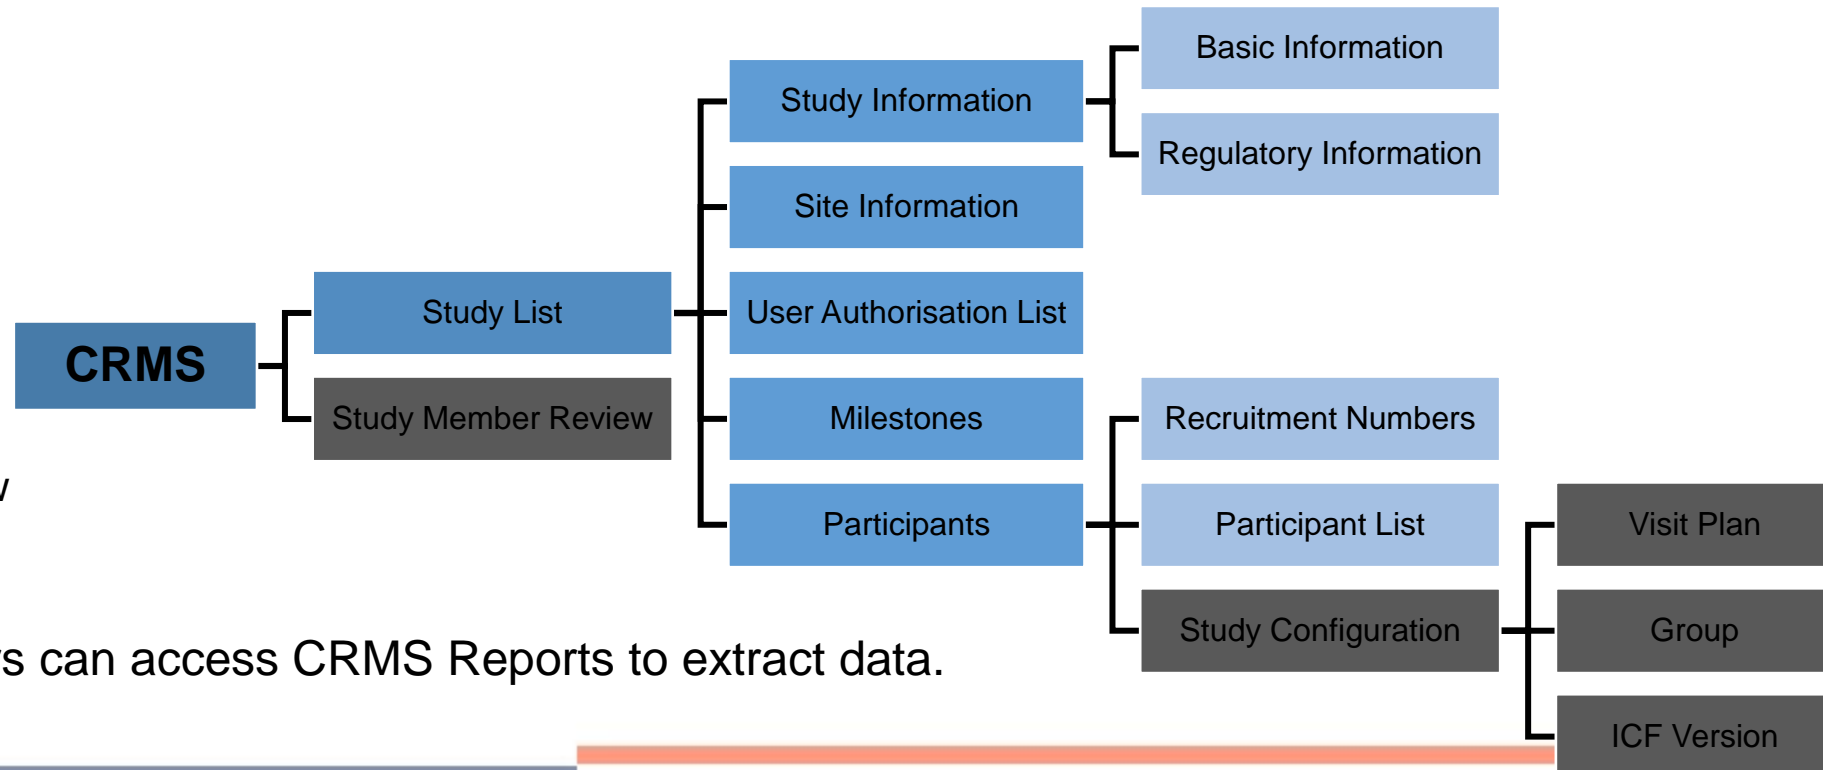 Basic Information
Study Information
Regulatory Information
Site Information
Study List
User Authorisation List
CRMS
Study Member Review
Milestones
Recruitment Numbers
Participants
Participant List
Visit Plan
Study Configuration
Group
can access CRMS Reports to extract data.
ICF Version